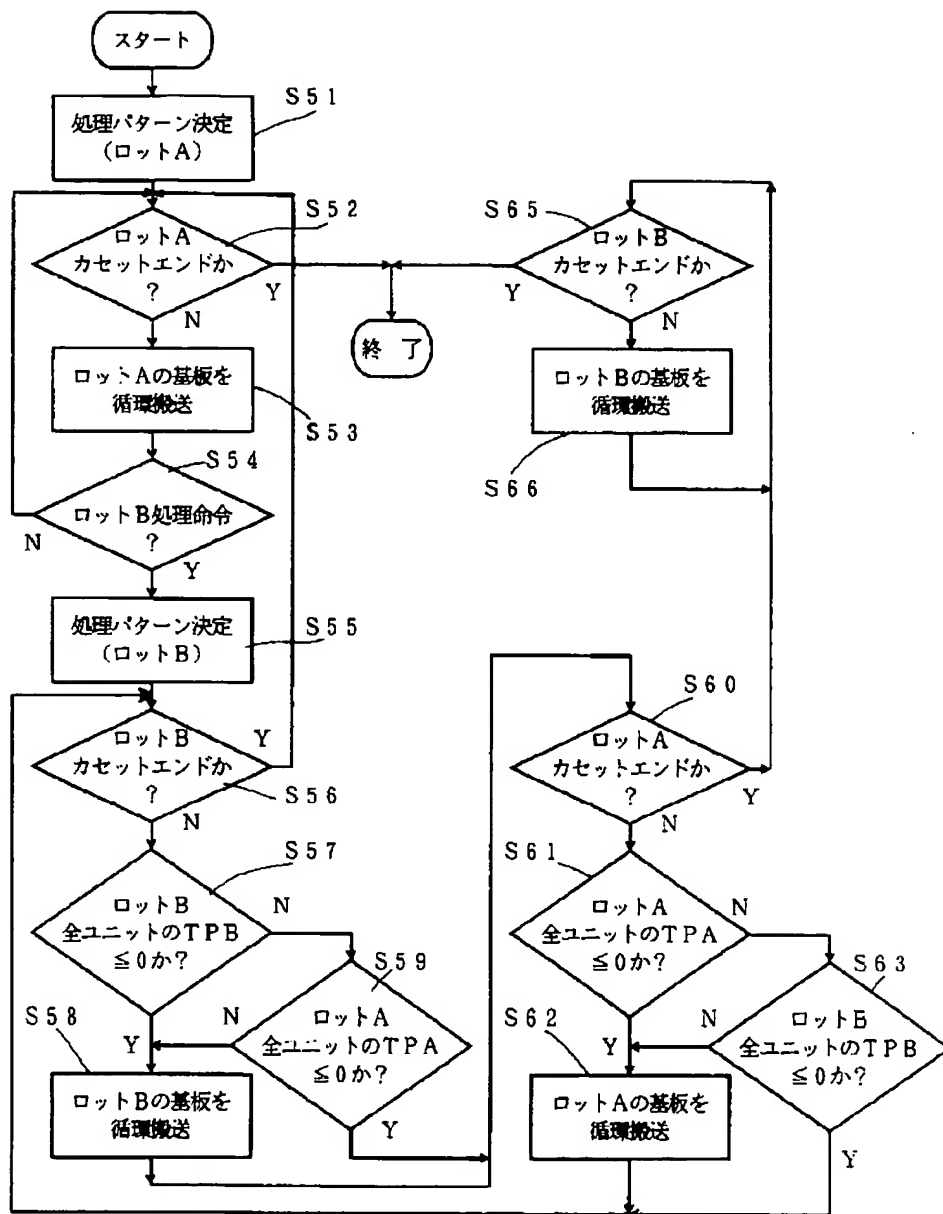 スタート
S51
処理パターン決定
(ロットA)
S52
ロットA
カセットエンドか
?
Y
N
ロットAの基板を
循環搬送
S53
S54
ロットB処理命令
?
N
Y
処理パターン決定
(ロットB)
S55
ロットB
カセットエンドか
?
Y
S56
N
S57
ロットB
全ユニットのTPB
≦0か?
N
Y
S59
ロットA
全ユニットのTPA
≦0か?
N
Y
S58
ロットBの基板を
循環搬送
終 了
S65
ロットB
カセットエンドか
?
Y
N
ロットBの基板を
循環搬送
S66
S60
ロットA
カセットエンドか
?
Y
N
S61
ロットA
全ユニットのTPA
≦0か?
N
Y
S63
ロットB
全ユニットのTPB
≦0か?
N
Y
S62
ロットAの基板を
循環搬送